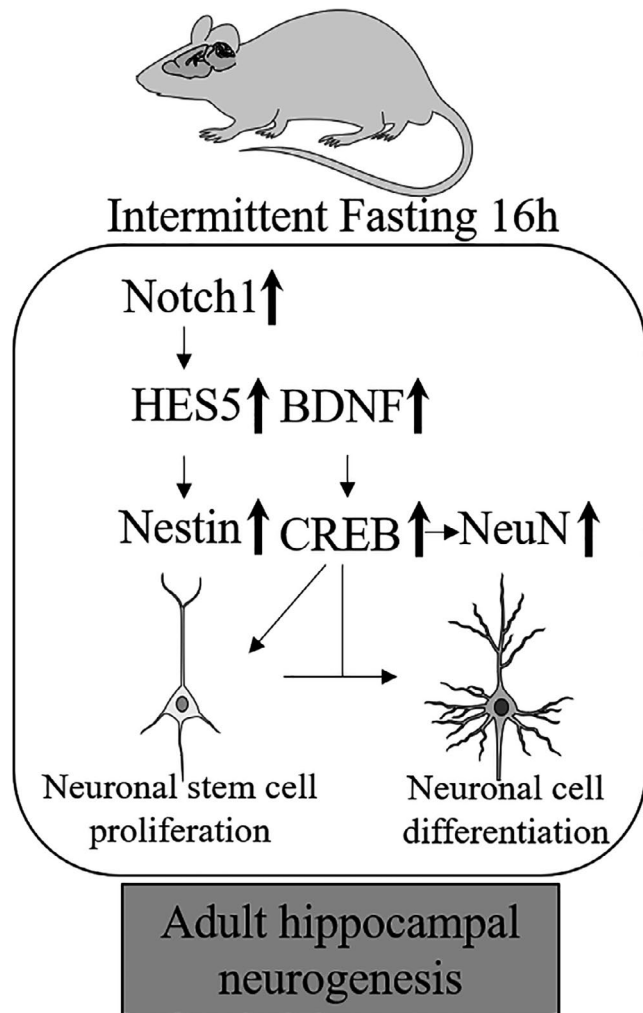 Intermittent Fasting 16h
Notch1
HES5 BDNF
Nestin CREB NeuN
Neuronal stem cell
proliferation
Neuronal cell
differentiation
Adult hippocampal
neurogenesis